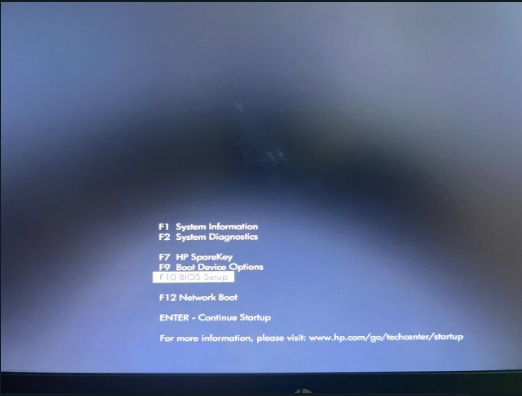 F1 System Information
F2 System Diagnostics
F7 HP SpareKey
F9 Boot Device Options
F10 BIOS Setup
F12 Network Boot
ENTER - Continue Startup
For more information, please visit: www.hp.com/go/techcenter/startup